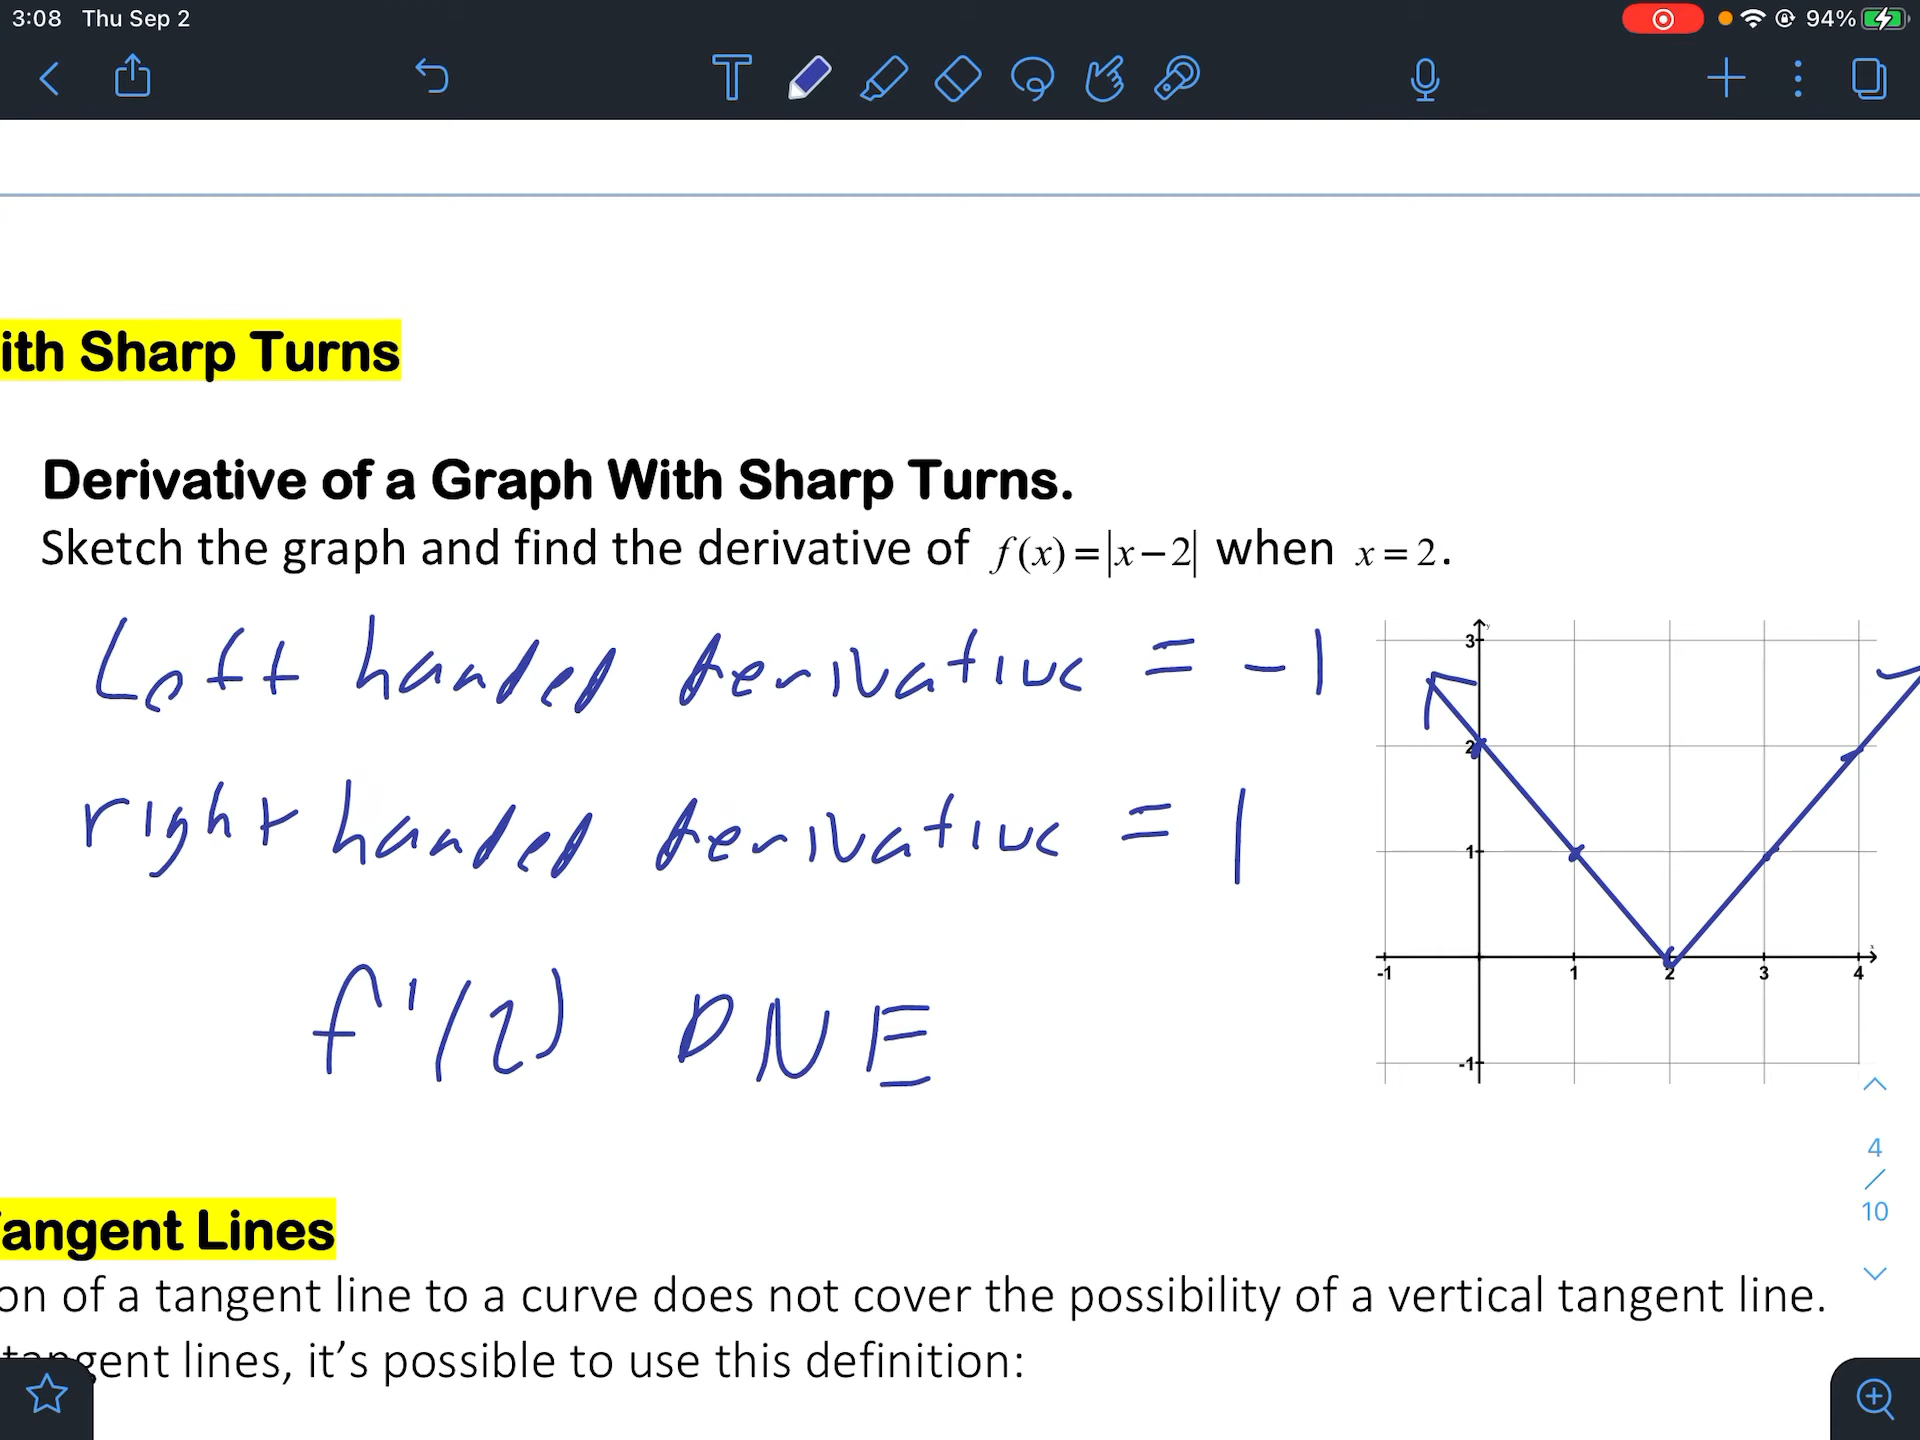 3:08 Thu Sep 2 94%
ith Sharp Turns
Derivative of a Graph With Sharp Turns.
Sketch the graph and find the derivative of f(x)=|x−2| when x=2.
Left handed derivative = -1
right handed derivative = 1
f'(2) DNE
y
3
2
1
-1 1 2 3 4 x
-1
4
/
10
angent Lines
on of a tangent line to a curve does not cover the possibility of a vertical tangent line.
tangent lines, it's possible to use this definition: